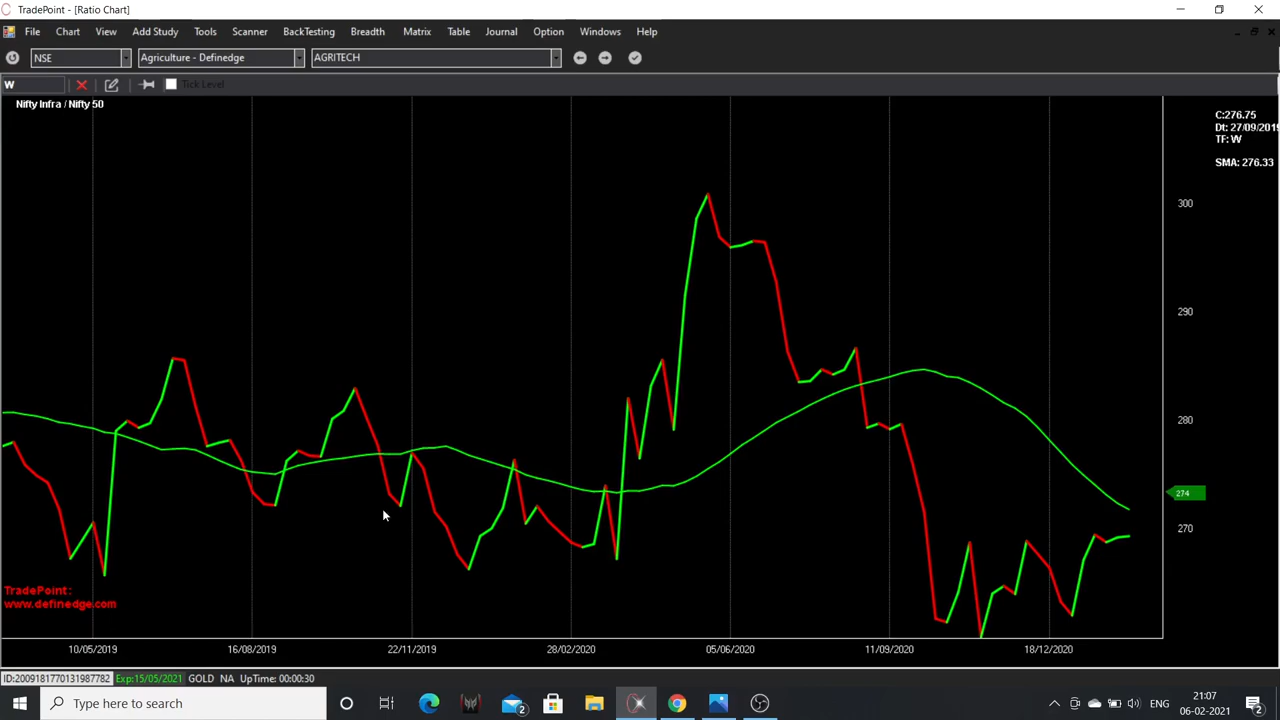 TradePoint - [Ratio Chart]
File Chart View Add Study Tools Scanner BackTesting Breadth Matrix Table Journal Option Windows Help
NSE Agriculture - Definedge AGRITECH
W Tick Level
Nifty Infra / Nifty 50
C:276.75
Dt: 27/09/2019
TF: W
SMA: 276.33
300
290
280
274
270
TradePoint:
www.definedge.com
10/05/2019 16/08/2019 22/11/2019 28/02/2020 05/06/2020 11/09/2020 18/12/2020
ID:2009181770131987782 Exp:15/05/2021 GOLD NA UpTime: 00:00:30
Type here to search
2
ENG
21:07
06-02-2021
2